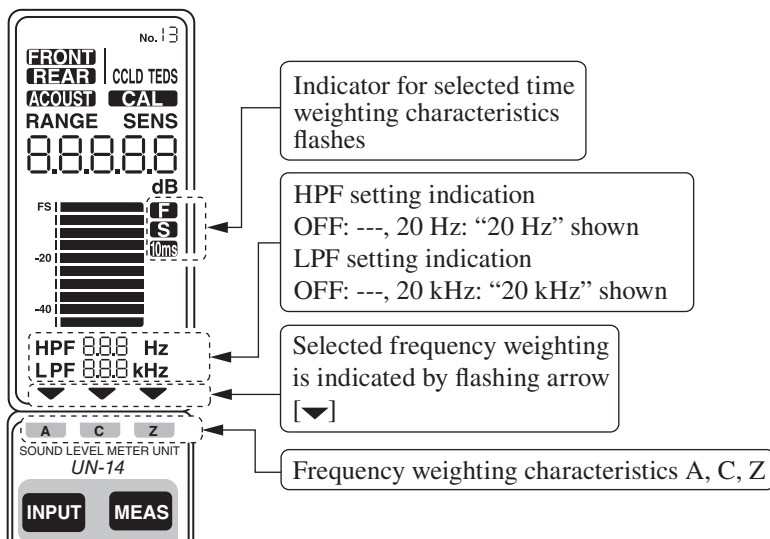 No. 13
FRONT
REAR CCLD TEDS
ACOUST CAL
RANGE SENS
8.8.8.8.8
dB
FS
F
S
10ms
-20
-40
HPF 8.8.8 Hz
LPF 8.8.8 kHz
A C Z
SOUND LEVEL METER UNIT
UN-14
INPUT MEAS
Indicator for selected time
weighting characteristics
flashes
HPF setting indication
OFF: ---, 20 Hz: “20 Hz” shown
LPF setting indication
OFF: ---, 20 kHz: “20 kHz” shown
Selected frequency weighting
is indicated by flashing arrow
[▼]
Frequency weighting characteristics A, C, Z